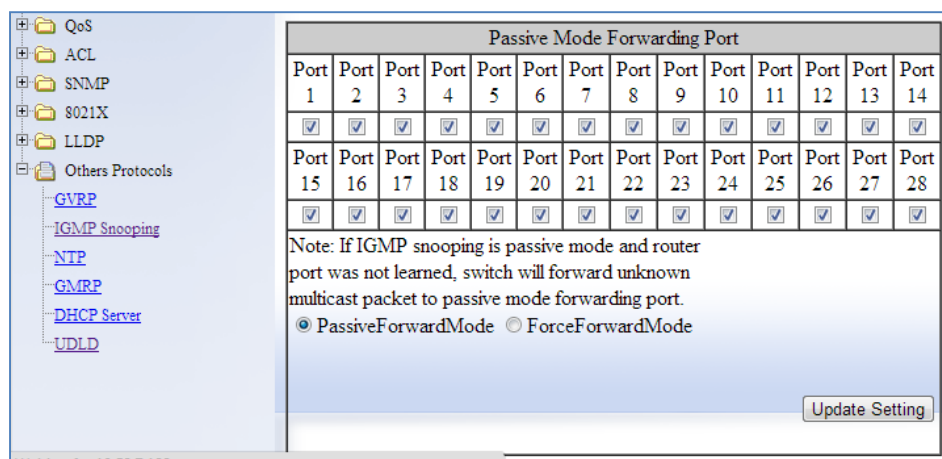 QoS
ACL
SNMP
8021X
LLDP
Others Protocols
GVRP
IGMP Snooping
NTP
GMRP
DHCP Server
UDLD
Passive Mode Forwarding Port
Port 1 Port 2 Port 3 Port 4 Port 5 Port 6 Port 7 Port 8 Port 9 Port 10 Port 11 Port 12 Port 13 Port 14
Port 15 Port 16 Port 17 Port 18 Port 19 Port 20 Port 21 Port 22 Port 23 Port 24 Port 25 Port 26 Port 27 Port 28
Note: If IGMP snooping is passive mode and router
port was not learned, switch will forward unknown
multicast packet to passive mode forwarding port.
PassiveForwardMode ForceForwardMode
Update Setting